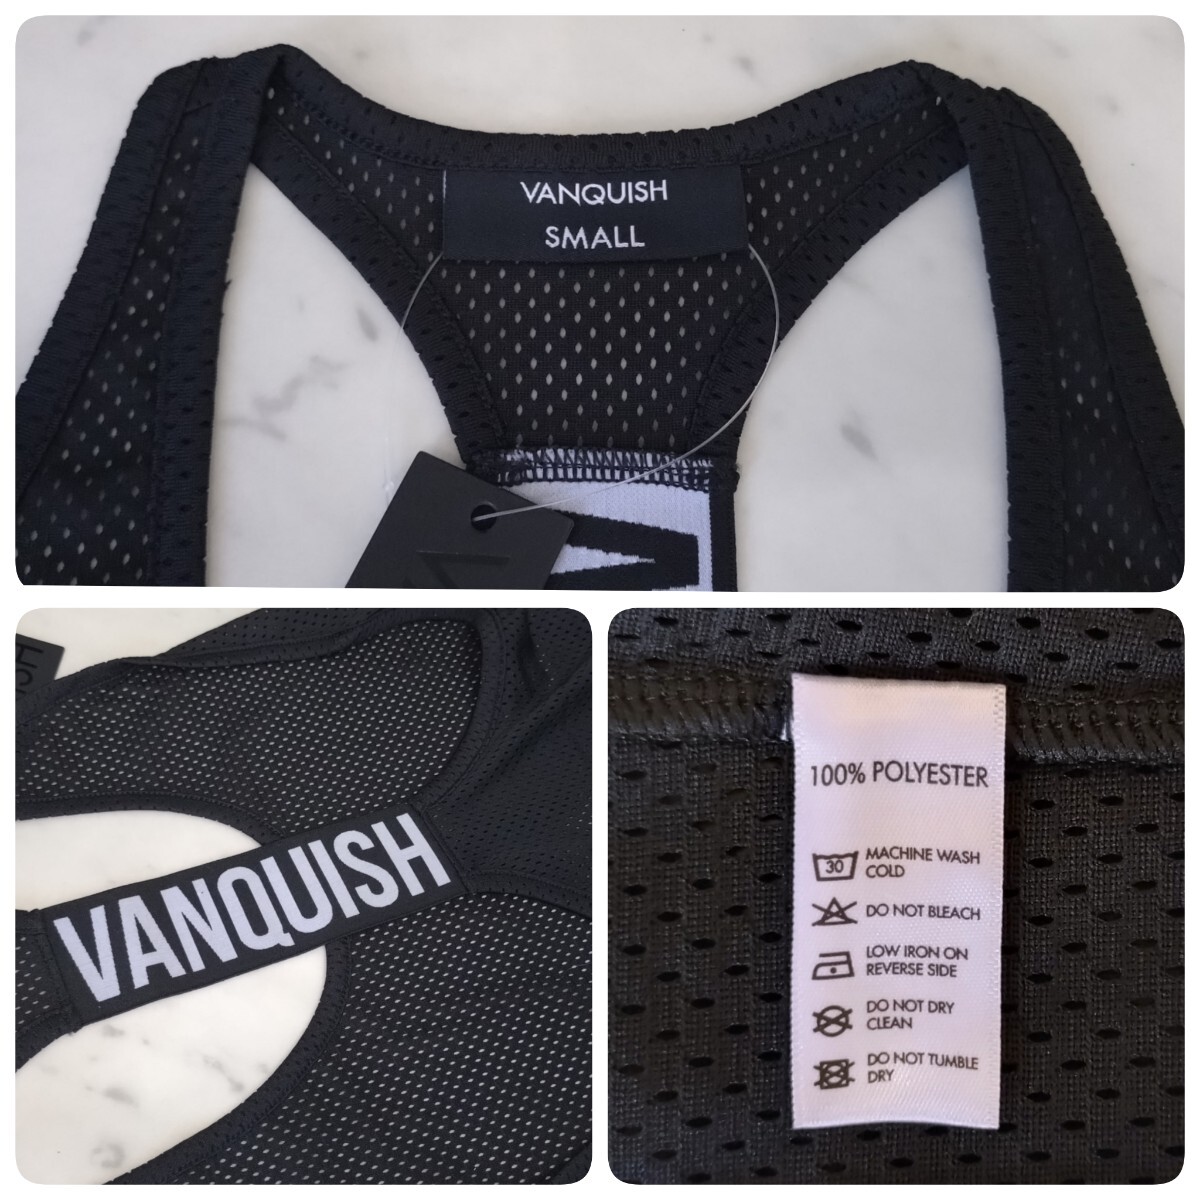 VANQUISH
SMALL
VANQUISH
100% POLYESTER
30
MACHINE WASH
COLD
DO NOT BLEACH
LOW IRON ON
REVERSE SIDE
DO NOT DRY
CLEAN
DO NOT TUMBLE
DRY